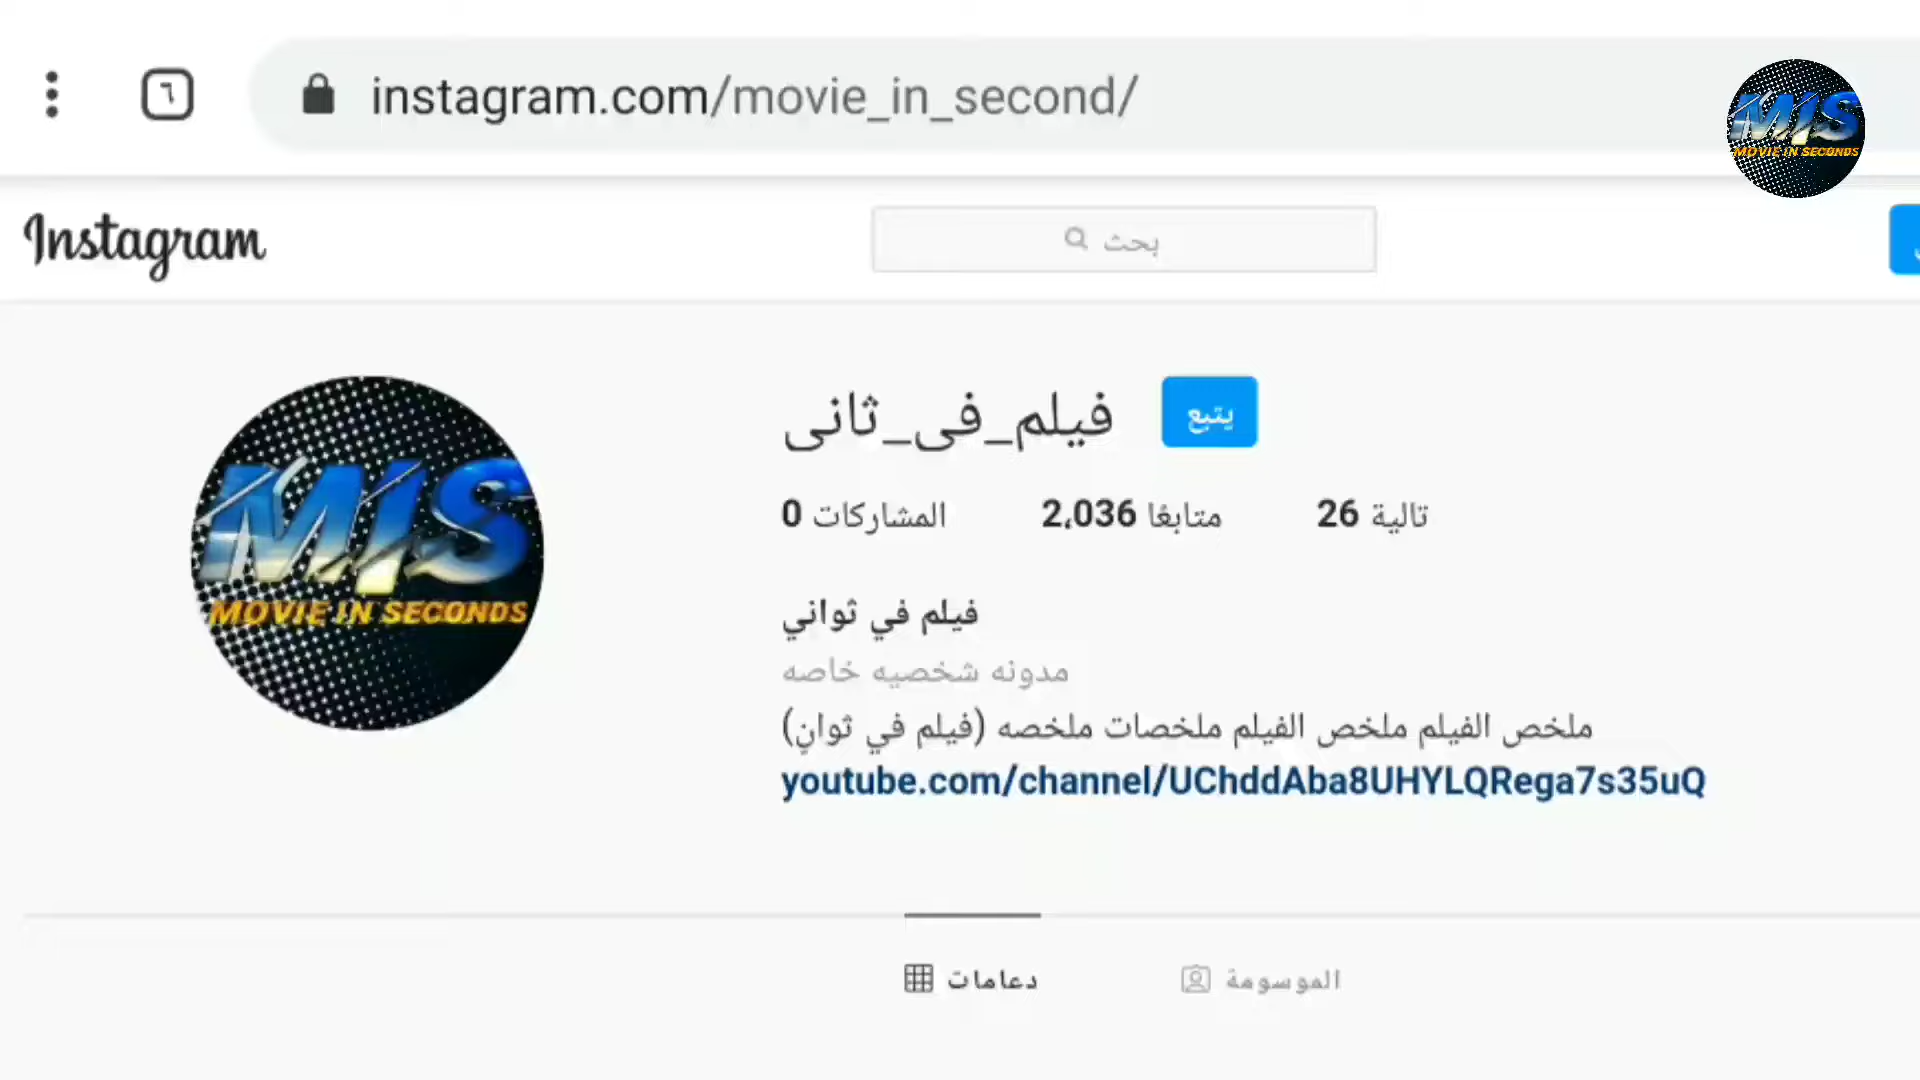 ٦
instagram.com/movie_in_second/
MIS
MOVIE IN SECONDS
Instagram
بحث
فيلم_فى_ثانى
يتبع
0 المشاركات
2,036 متابعًا
26 تالية
MIS
MOVIE IN SECONDS
فيلم في ثواني
مدونه شخصيه خاصه
ملخص الفيلم ملخص الفيلم ملخصات ملخصه (فيلم في ثوانٍ)
youtube.com/channel/UChddAba8UHYLQRega7s35uQ
دعامات
الموسومة